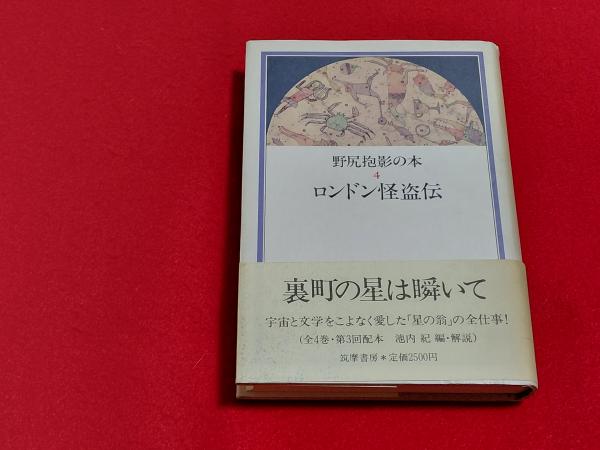 野尻抱影の本
4
ロンドン怪盗伝
裏町の星は瞬いて
宇宙と文学をこよなく愛した「星の翁」の全仕事!
(全4巻・第3回配本 池内 紀 編・解説)
筑摩書房*定価2500円